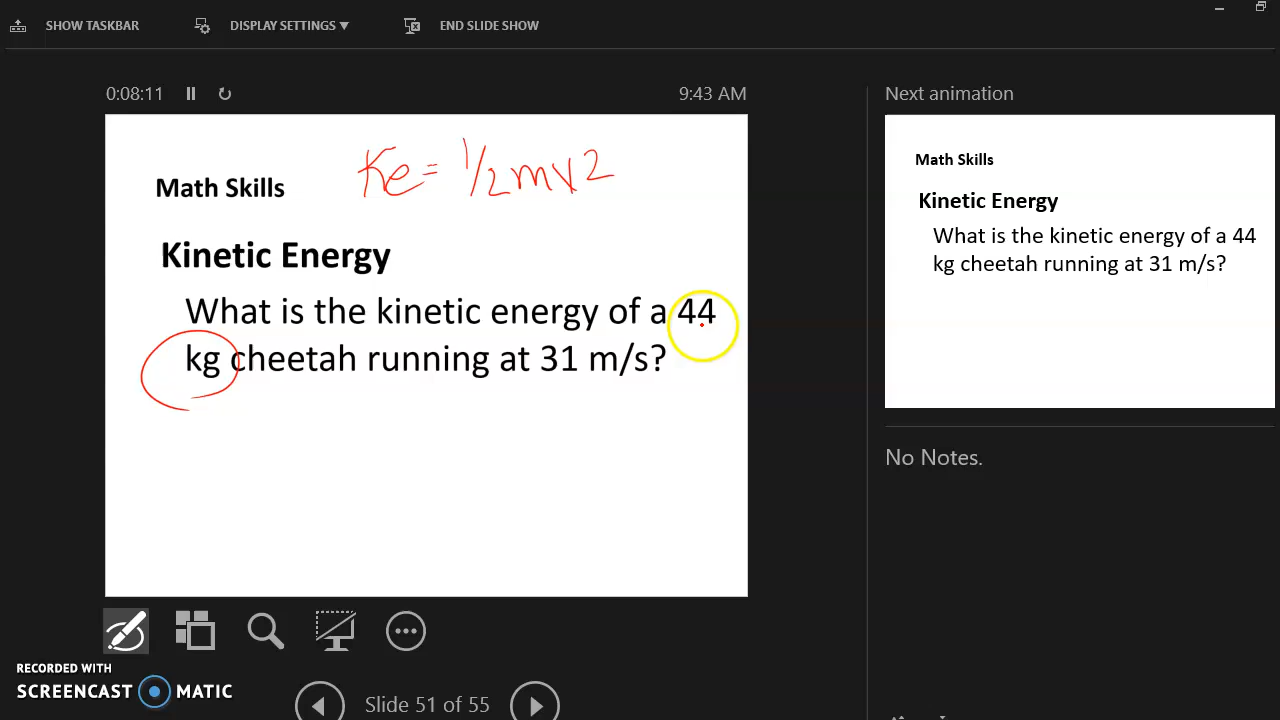 SHOW TASKBAR DISPLAY SETTINGS ▼ END SLIDE SHOW
0:08:11 9:43 AM
Ke = 1/2 mv2
Math Skills
Kinetic Energy
What is the kinetic energy of a 44
kg cheetah running at 31 m/s?
Next animation
Math Skills
Kinetic Energy
What is the kinetic energy of a 44
kg cheetah running at 31 m/s?
No Notes.
RECORDED WITH
SCREENCAST MATIC
Slide 51 of 55